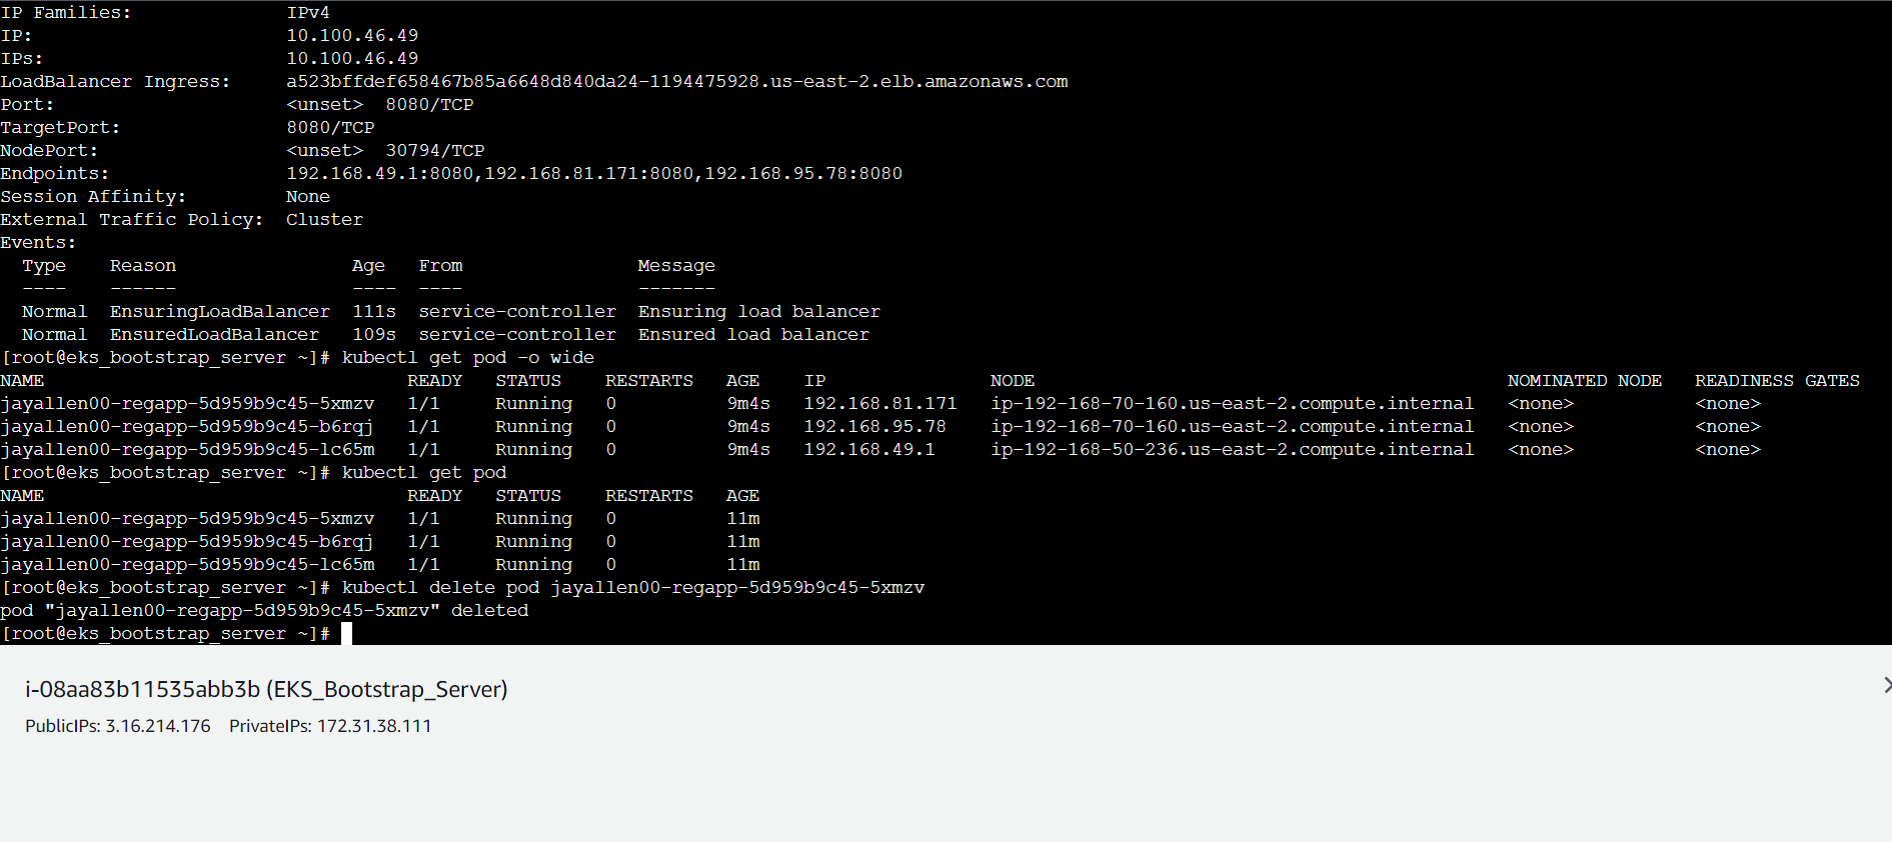 IP Families: IPv4
IP: 10.100.46.49
IPs: 10.100.46.49
LoadBalancer Ingress: a523bffdef658467b85a6648d840da24-1194475928.us-east-2.elb.amazonaws.com
Port: <unset> 8080/TCP
TargetPort: 8080/TCP
NodePort: <unset> 30794/TCP
Endpoints: 192.168.49.1:8080,192.168.81.171:8080,192.168.95.78:8080
Session Affinity: None
External Traffic Policy: Cluster
Events:
Type Reason Age From Message
---- ------ ---- ---- -------
Normal EnsuringLoadBalancer 111s service-controller Ensuring load balancer
Normal EnsuredLoadBalancer 109s service-controller Ensured load balancer
[root@eks_bootstrap_server ~]# kubectl get pod -o wide
NAME READY STATUS RESTARTS AGE IP NODE NOMINATED NODE READINESS GATES
jayallen00-regapp-5d959b9c45-5xmzv 1/1 Running 0 9m4s 192.168.81.171 ip-192-168-70-160.us-east-2.compute.internal <none> <none>
jayallen00-regapp-5d959b9c45-b6rqj 1/1 Running 0 9m4s 192.168.95.78 ip-192-168-70-160.us-east-2.compute.internal <none> <none>
jayallen00-regapp-5d959b9c45-lc65m 1/1 Running 0 9m4s 192.168.49.1 ip-192-168-50-236.us-east-2.compute.internal <none> <none>
[root@eks_bootstrap_server ~]# kubectl get pod
NAME READY STATUS RESTARTS AGE
jayallen00-regapp-5d959b9c45-5xmzv 1/1 Running 0 11m
jayallen00-regapp-5d959b9c45-b6rqj 1/1 Running 0 11m
jayallen00-regapp-5d959b9c45-lc65m 1/1 Running 0 11m
[root@eks_bootstrap_server ~]# kubectl delete pod jayallen00-regapp-5d959b9c45-5xmzv
pod "jayallen00-regapp-5d959b9c45-5xmzv" deleted
[root@eks_bootstrap_server ~]#
i-08aa83b11535abb3b (EKS_Bootstrap_Server)
PublicIPs: 3.16.214.176 PrivateIPs: 172.31.38.111